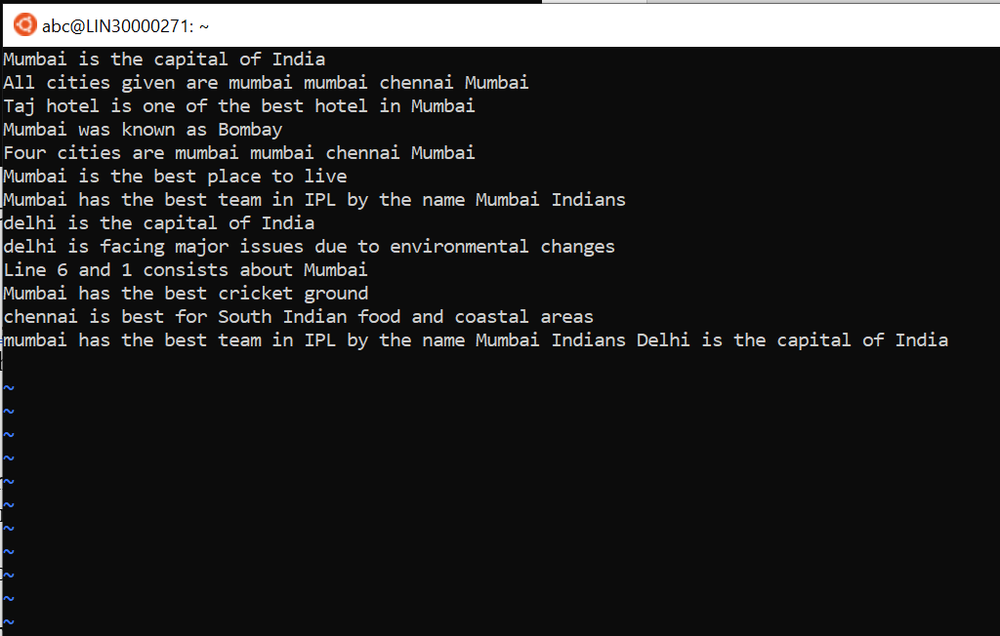 abc@LIN30000271: ~
Mumbai is the capital of India
All cities given are mumbai mumbai chennai Mumbai
Taj hotel is one of the best hotel in Mumbai
Mumbai was known as Bombay
Four cities are mumbai mumbai chennai Mumbai
Mumbai is the best place to live
Mumbai has the best team in IPL by the name Mumbai Indians
delhi is the capital of India
delhi is facing major issues due to environmental changes
Line 6 and 1 consists about Mumbai
Mumbai has the best cricket ground
chennai is best for South Indian food and coastal areas
mumbai has the best team in IPL by the name Mumbai Indians Delhi is the capital of India
~
~
~
~
~
~
~
~
~
~
~